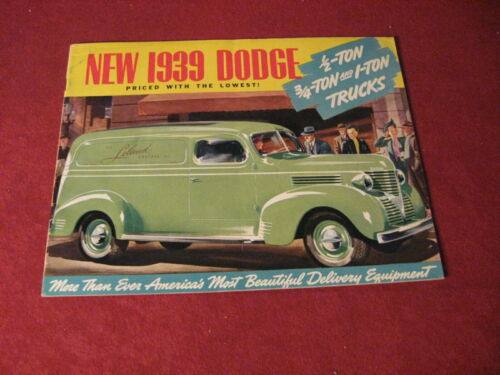 NEW 1939 DODGE
PRICED WITH THE LOWEST!
½-TON
¾-TON AND 1-TON
TRUCKS
Leland
More Than Ever America's Most Beautiful Delivery Equipment